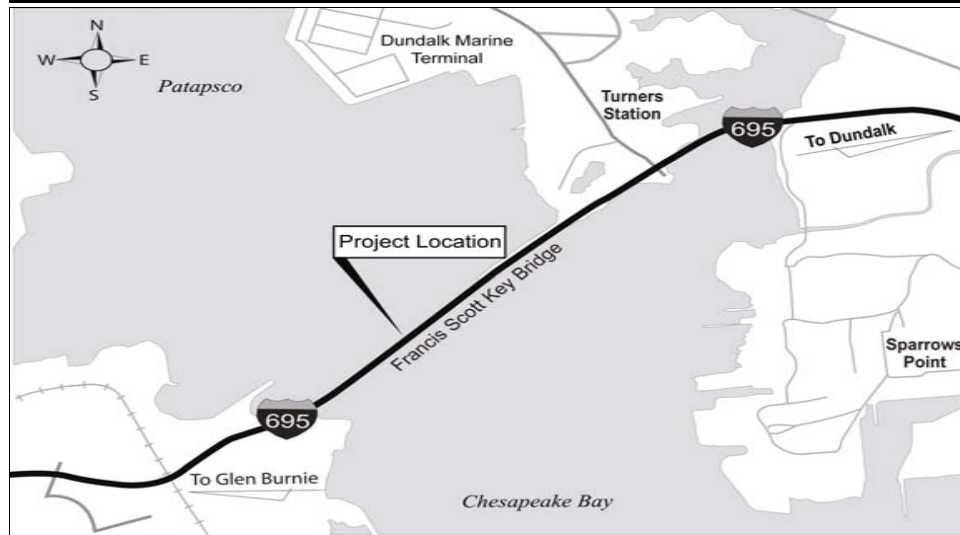 N
W E
S
Patapsco
Dundalk Marine
Terminal
Turners
Station
695
To Dundalk
Project Location
Francis Scott Key Bridge
Sparrows
Point
695
To Glen Burnie
Chesapeake Bay